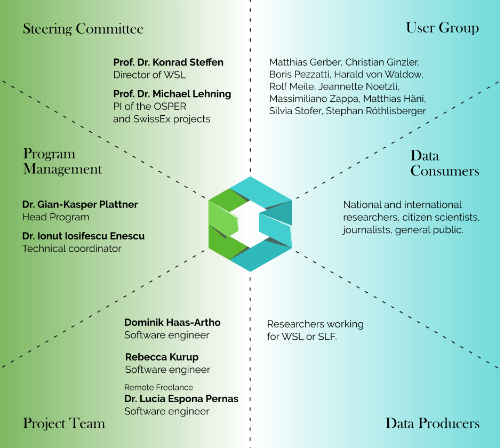 Steering Committee
Prof. Dr. Konrad Steffen
Director of WSL
Prof. Dr. Michael Lehning
PI of the OSPER
and SwissEx projects
User Group
Matthias Gerber, Christian Ginzler,
Boris Pezzatti, Harald von Waldow,
Rolf Meile, Jeannette Noetzli,
Massimiliano Zappa, Matthias Häni,
Silvia Stofer, Stephan Röthlisberger
Program
Management
Dr. Gian-Kasper Plattner
Head Program
Dr. Ionut Iosifescu Enescu
Technical coordinator
Data
Consumers
National and international
researchers, citizen scientists,
journalists, general public.
Dominik Haas-Artho
Software engineer
Rebecca Kurup
Software engineer
Remote Freelance
Dr. Lucia Espona Pernas
Software engineer
Project Team
Researchers working
for WSL or SLF.
Data Producers